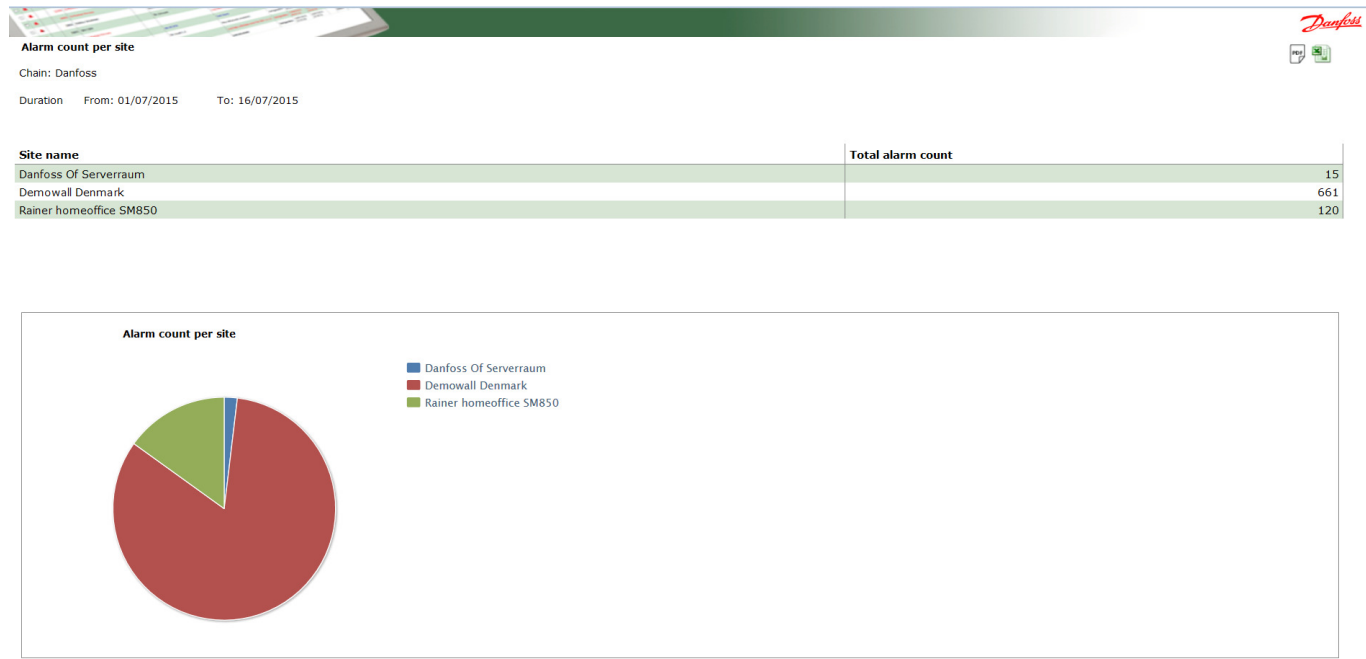 Danfoss
Alarm count per site
PDF
Chain: Danfoss
Duration From: 01/07/2015 To: 16/07/2015
Site name Total alarm count
Danfoss Of Serverraum 15
Demowall Denmark 661
Rainer homeoffice SM850 120
Alarm count per site
Danfoss Of Serverraum
Demowall Denmark
Rainer homeoffice SM850